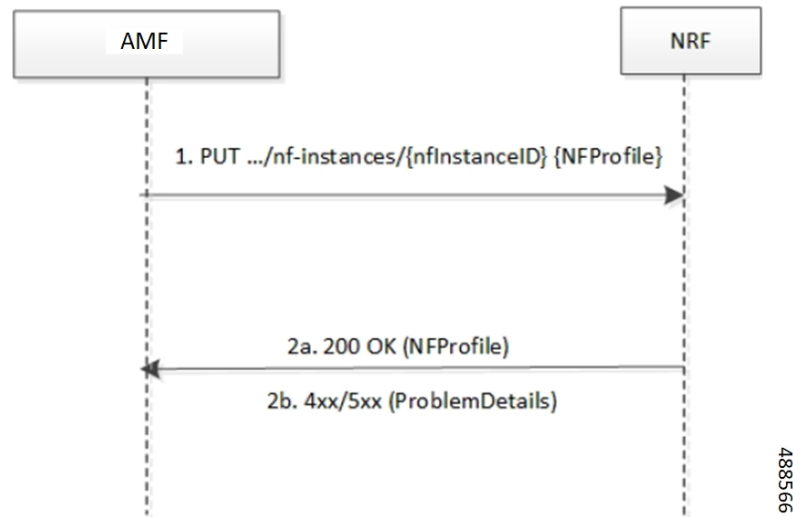 AMF
NRF
1. PUT .../nf-instances/{nfInstanceID} {NFProfile}
2a. 200 OK (NFProfile)
2b. 4xx/5xx (ProblemDetails)
488566